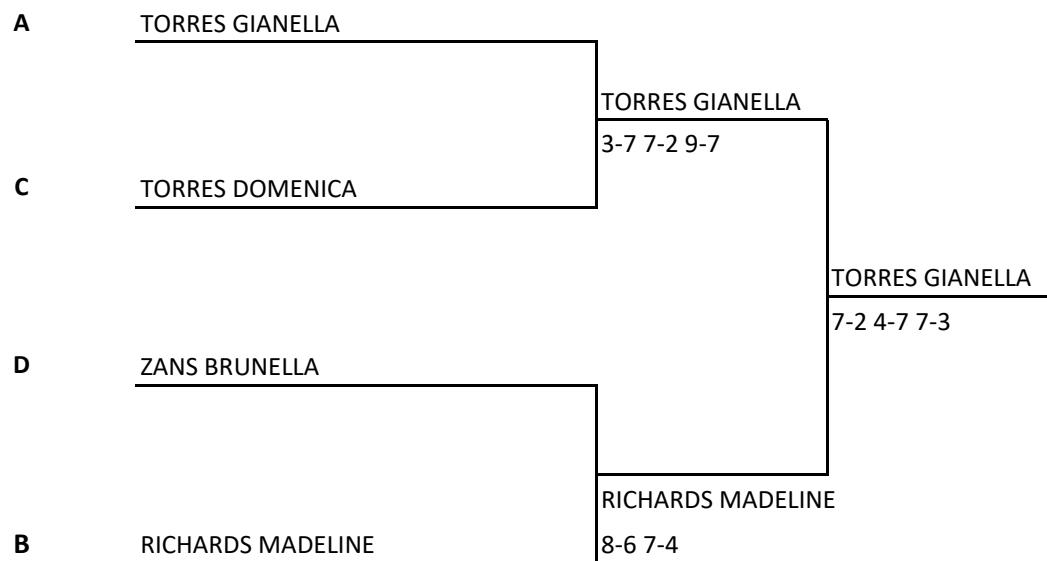 A TORRES GIANELLA
TORRES GIANELLA
3-7 7-2 9-7
C TORRES DOMENICA
TORRES GIANELLA
7-2 4-7 7-3
D ZANS BRUNELLA
RICHARDS MADELINE
B RICHARDS MADELINE 8-6 7-4